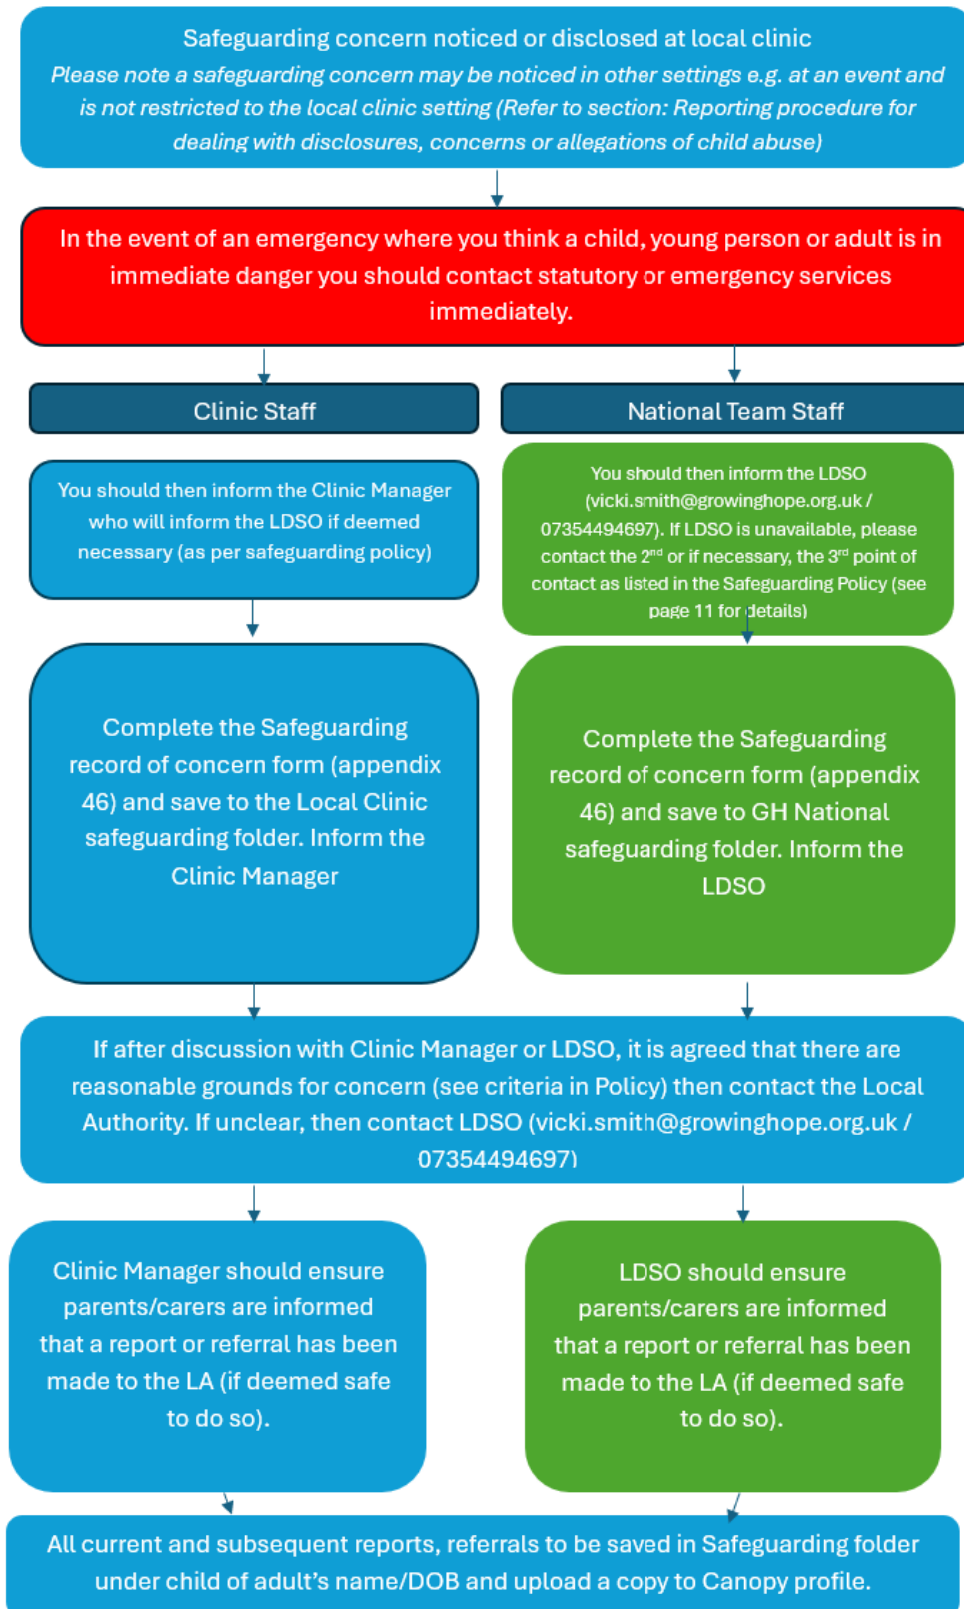 Safeguarding concern noticed or disclosed at local clinic
Please note a safeguarding concern may be noticed in other settings e.g. at an event and
is not restricted to the local clinic setting (Refer to section: Reporting procedure for
dealing with disclosures, concerns or allegations of child abuse)
In the event of an emergency where you think a child, young person or adult is in
immediate danger you should contact statutory or emergency services
immediately.
Clinic Staff
You should then inform the Clinic Manager
who will inform the LDSO if deemed
necessary (as per safeguarding policy)
Complete the Safeguarding
record of concern form (appendix
46) and save to the Local Clinic
safeguarding folder. Inform the
Clinic Manager
National Team Staff
You should then inform the LDSO
(vicki.smith@growinghope.org.uk /
07354494697). If LDSO is unavailable, please
contact the 2nd or if necessary, the 3rd point of
contact as listed in the Safeguarding Policy (see
page 11 for details)
Complete the Safeguarding
record of concern form (appendix
46) and save to GH National
safeguarding folder. Inform the
LDSO
If after discussion with Clinic Manager or LDSO, it is agreed that there are
reasonable grounds for concern (see criteria in Policy) then contact the Local
Authority. If unclear, then contact LDSO (vicki.smith@growinghope.org.uk /
07354494697)
Clinic Manager should ensure
parents/carers are informed
that a report or referral has been
made to the LA (if deemed safe
to do so).
LDSO should ensure
parents/carers are informed
that a report or referral has been
made to the LA (if deemed safe
to do so).
All current and subsequent reports, referrals to be saved in Safeguarding folder
under child of adult's name/DOB and upload a copy to Canopy profile.